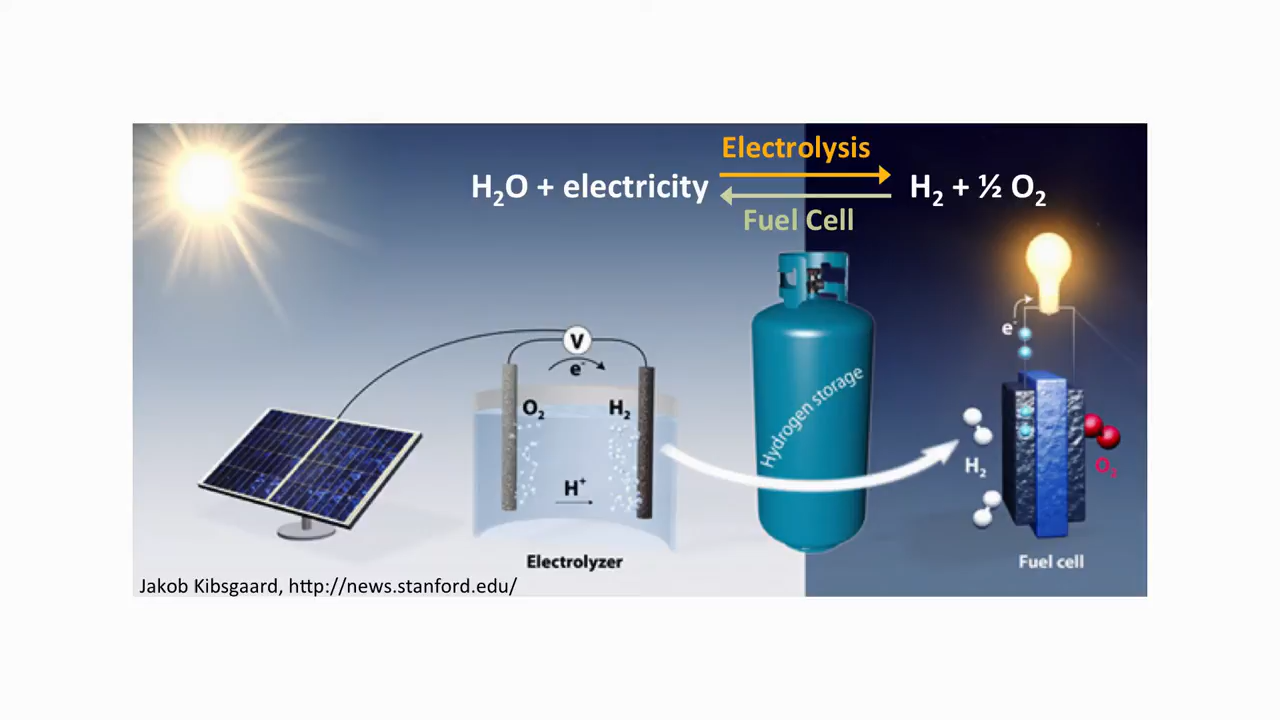 Electrolysis
H₂O + electricity
H₂ + ½ O₂
Fuel Cell
V
e⁻
O₂
H₂
H⁺
Electrolyzer
Hydrogen storage
e⁻
H₂
O₂
Fuel cell
Jakob Kibsgaard, http://news.stanford.edu/